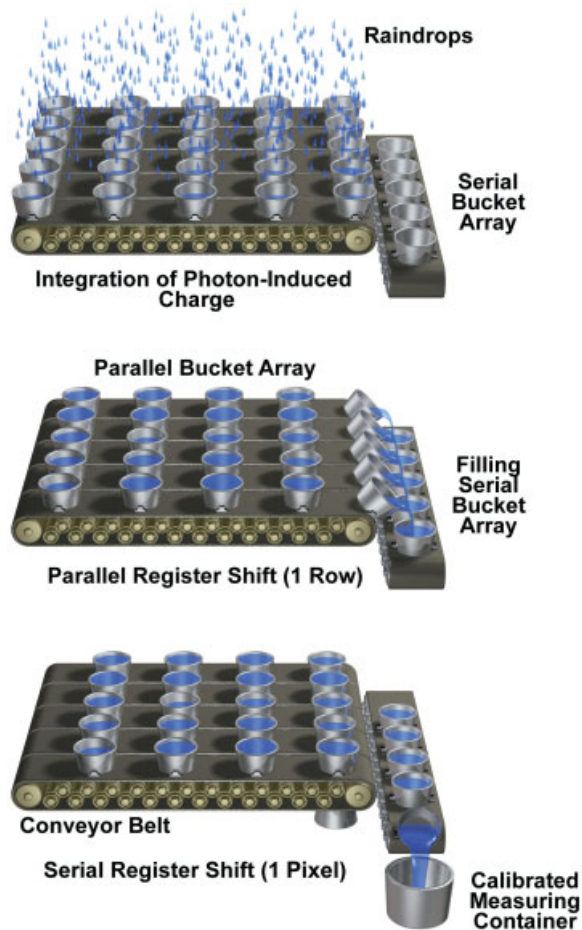 Raindrops
Serial
Bucket
Array
Integration of Photon-Induced
Charge
Parallel Bucket Array
Filling
Serial
Bucket
Array
Parallel Register Shift (1 Row)
Conveyor Belt
Serial Register Shift (1 Pixel)
Calibrated
Measuring
Container